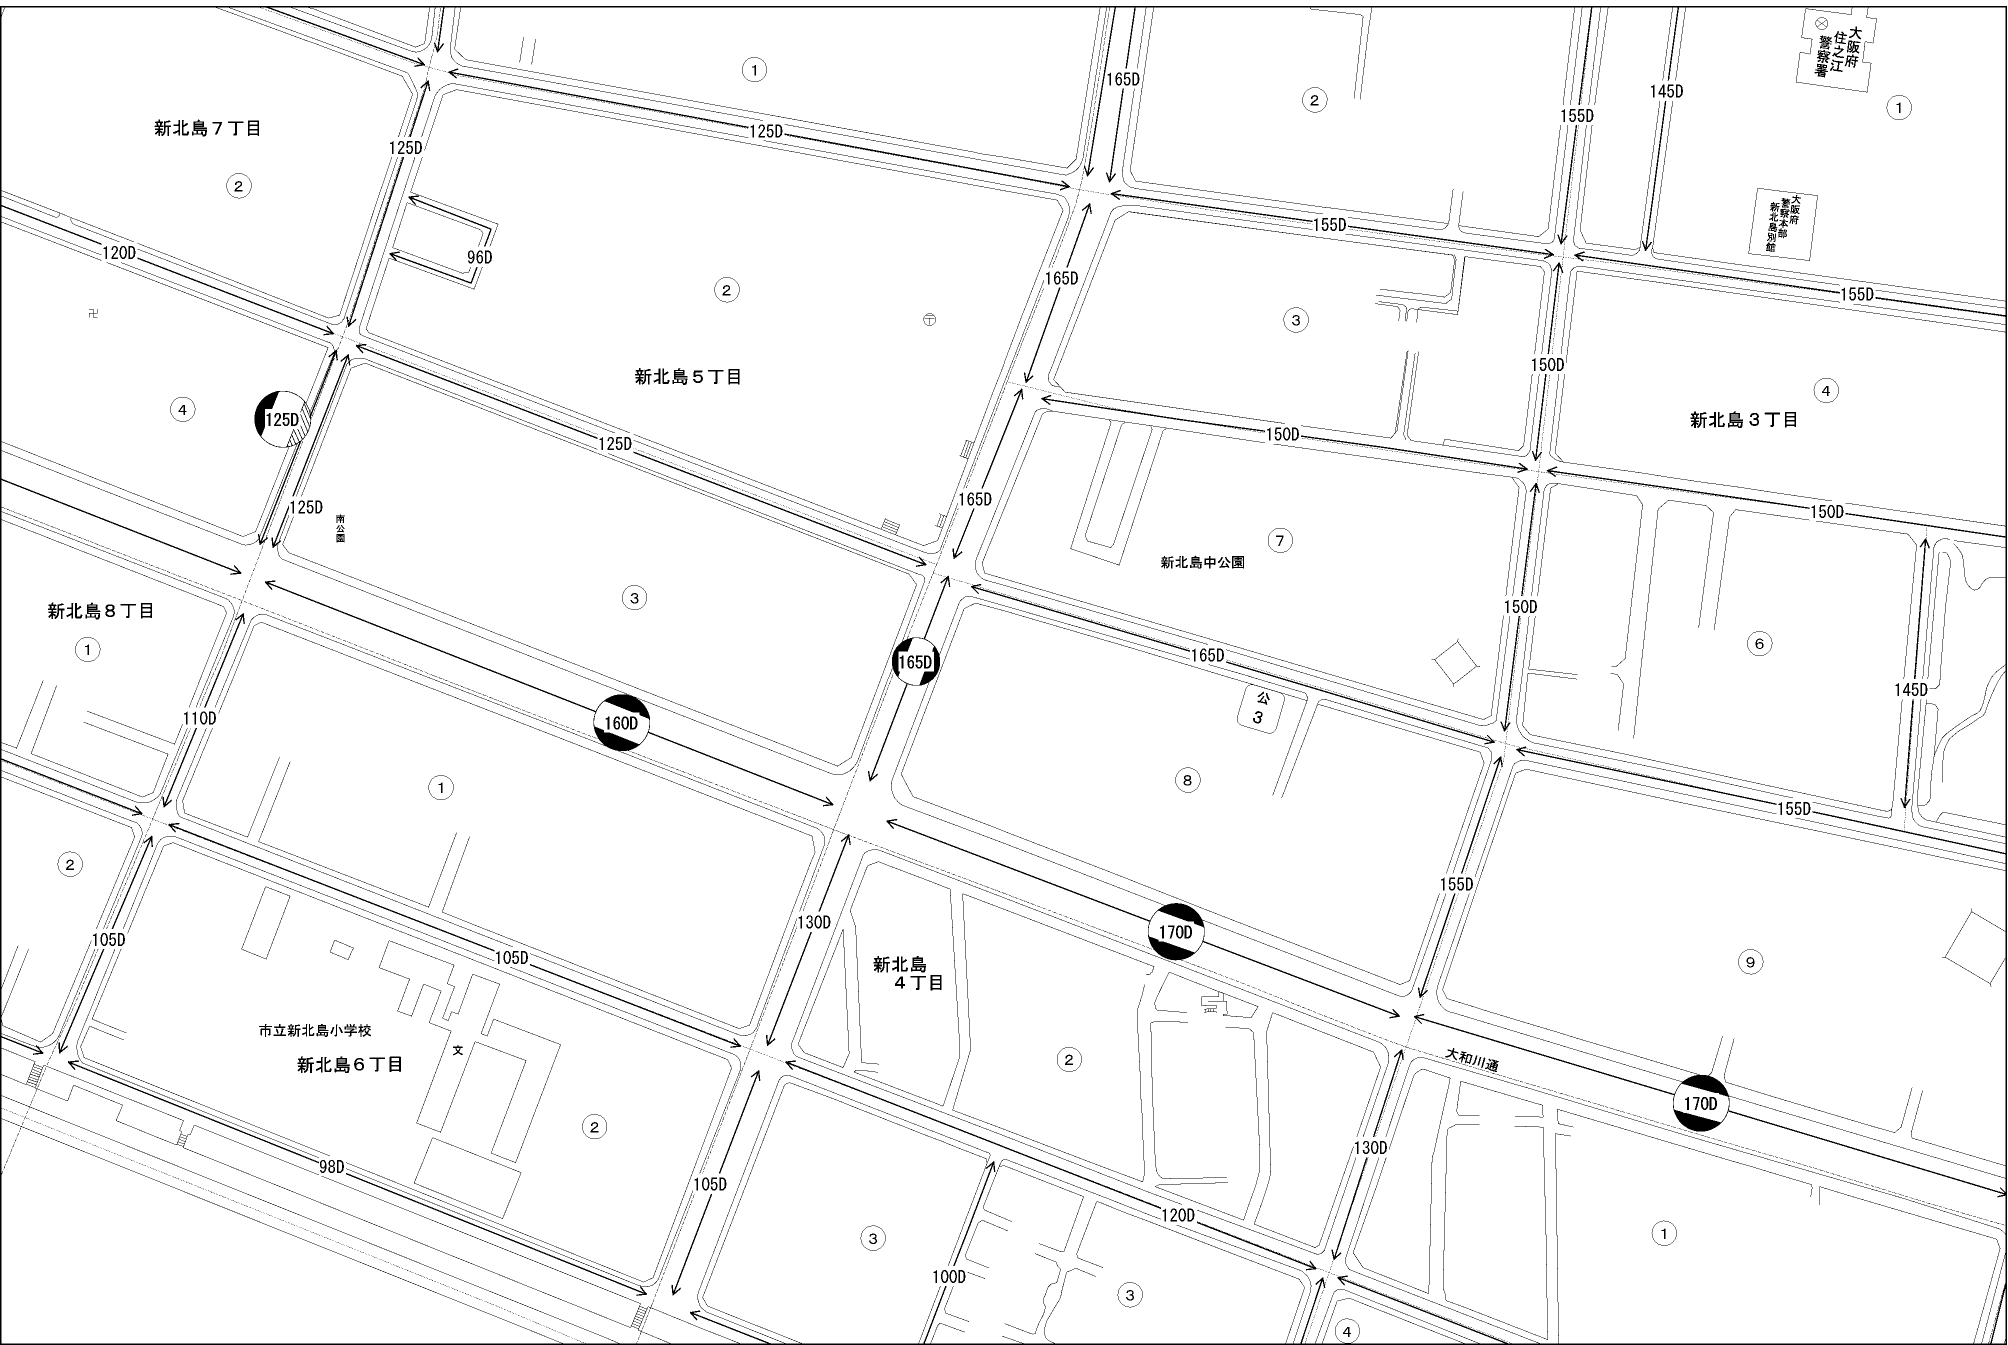 大阪府
住之江
警察署
165D
145D
①
①
②
155D
125D
新北島７丁目
125D
②
大阪府
警察本部
新北島別館
155D
120D
96D
165D
②
155D
卍
③
〒
150D
新北島５丁目
④
④
125D
新北島３丁目
150D
125D
165D
125D
150D
南公園
⑦
新北島中公園
③
新北島８丁目
150D
⑥
①
165D
165D
145D
公
3
110D
160D
⑧
①
155D
②
155D
130D
170D
105D
105D
新北島
４丁目
⑨
市立新北島小学校
文
新北島６丁目
②
大和川通
170D
②
130D
98D
105D
120D
③
①
100D
③
④